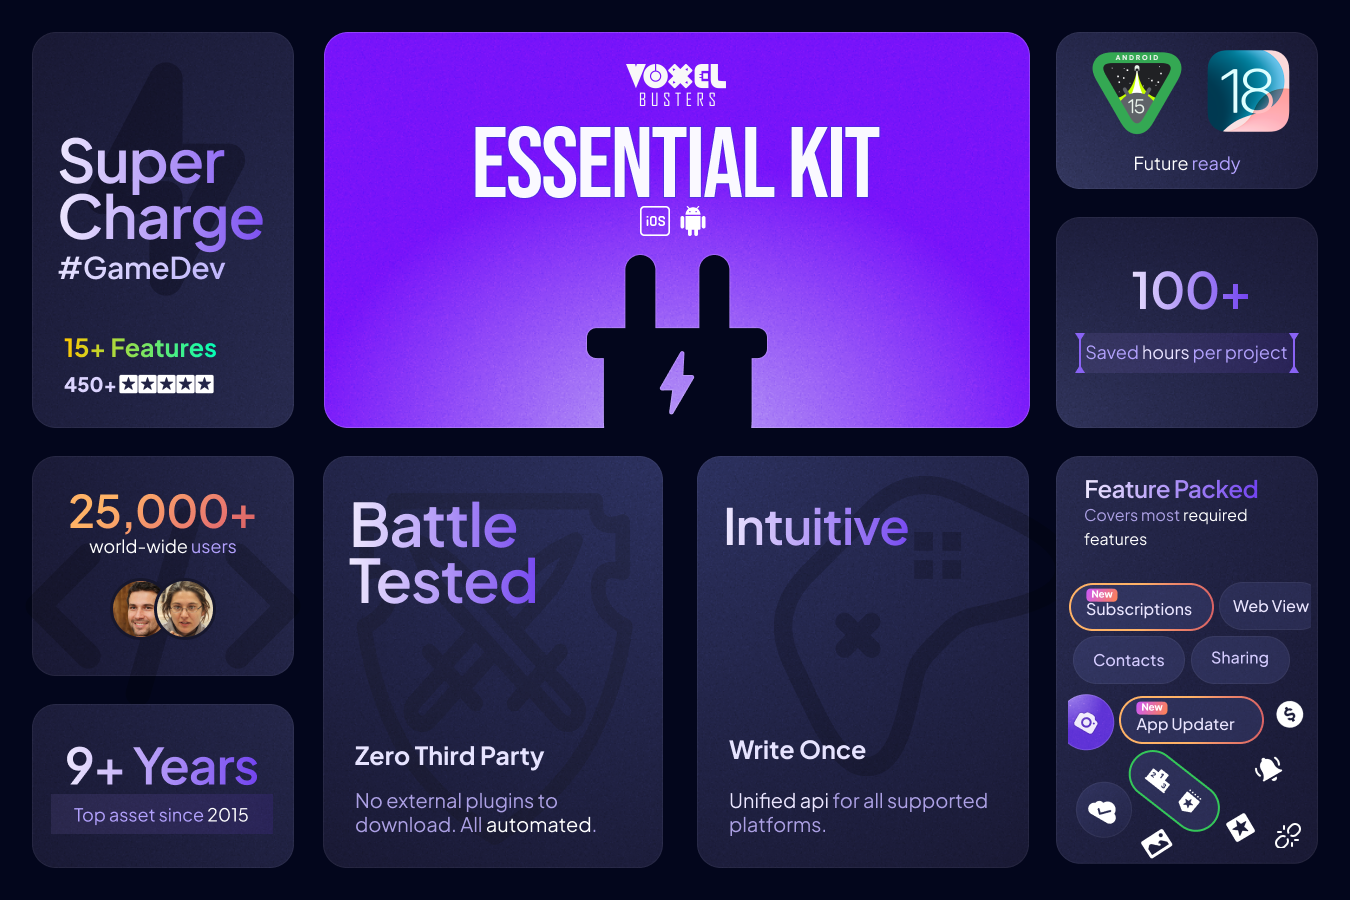 Super
Charge
#GameDev
15+ Features
450+
VOXEL
BUSTERS
ESSENTIAL KIT
iOS
ANDROID
15
18
Future ready
100+
Saved hours per project
25,000+
world-wide users
9+ Years
Top asset since 2015
Battle
Tested
Zero Third Party
No external plugins to
download. All automated.
Intuitive
Write Once
Unified api for all supported
platforms.
Feature Packed
Covers most required
features
New
Subscriptions
Web View
Contacts
Sharing
New
App Updater
$
2 1 3